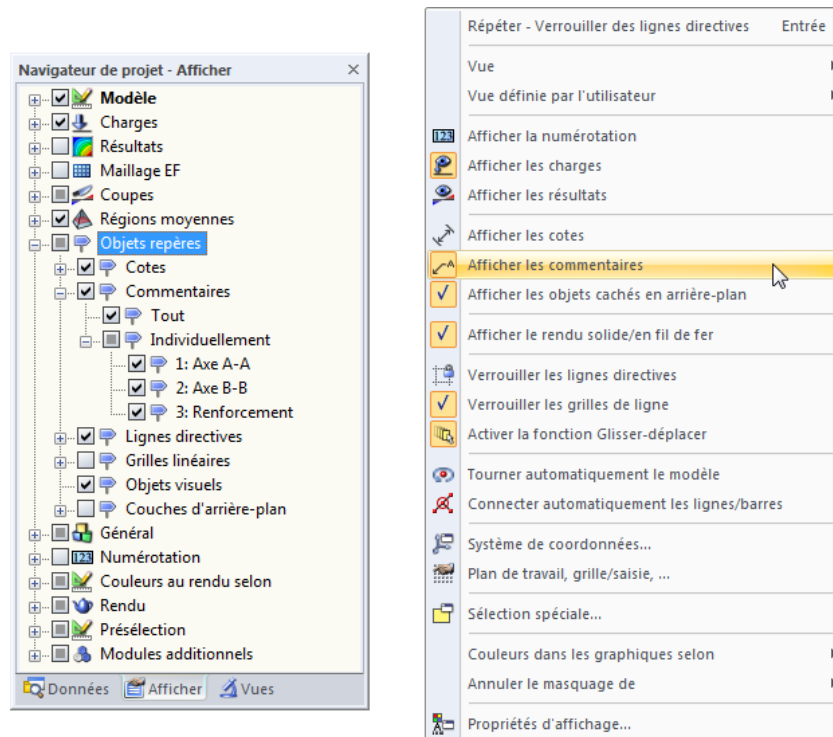 Navigateur de projet - Afficher
Modèle
Charges
Résultats
Maillage EF
Coupes
Régions moyennes
Objets repères
Cotes
Commentaires
Tout
Individuellement
1: Axe A-A
2: Axe B-B
3: Renforcement
Lignes directives
Grilles linéaires
Objets visuels
Couches d'arrière-plan
Général
123 Numérotation
Couleurs au rendu selon
Rendu
Présélection
Modules additionnels
Données Afficher Vues
Répéter - Verrouiller des lignes directives Entrée
Vue
Vue définie par l'utilisateur
123 Afficher la numérotation
Afficher les charges
Afficher les résultats
Afficher les cotes
A Afficher les commentaires
Afficher les objets cachés en arrière-plan
Afficher le rendu solide/en fil de fer
Verrouiller les lignes directives
Verrouiller les grilles de ligne
Activer la fonction Glisser-déplacer
Tourner automatiquement le modèle
Connecter automatiquement les lignes/barres
Système de coordonnées...
Plan de travail, grille/saisie, ...
Sélection spéciale...
Couleurs dans les graphiques selon
Annuler le masquage de
A Propriétés d'affichage...